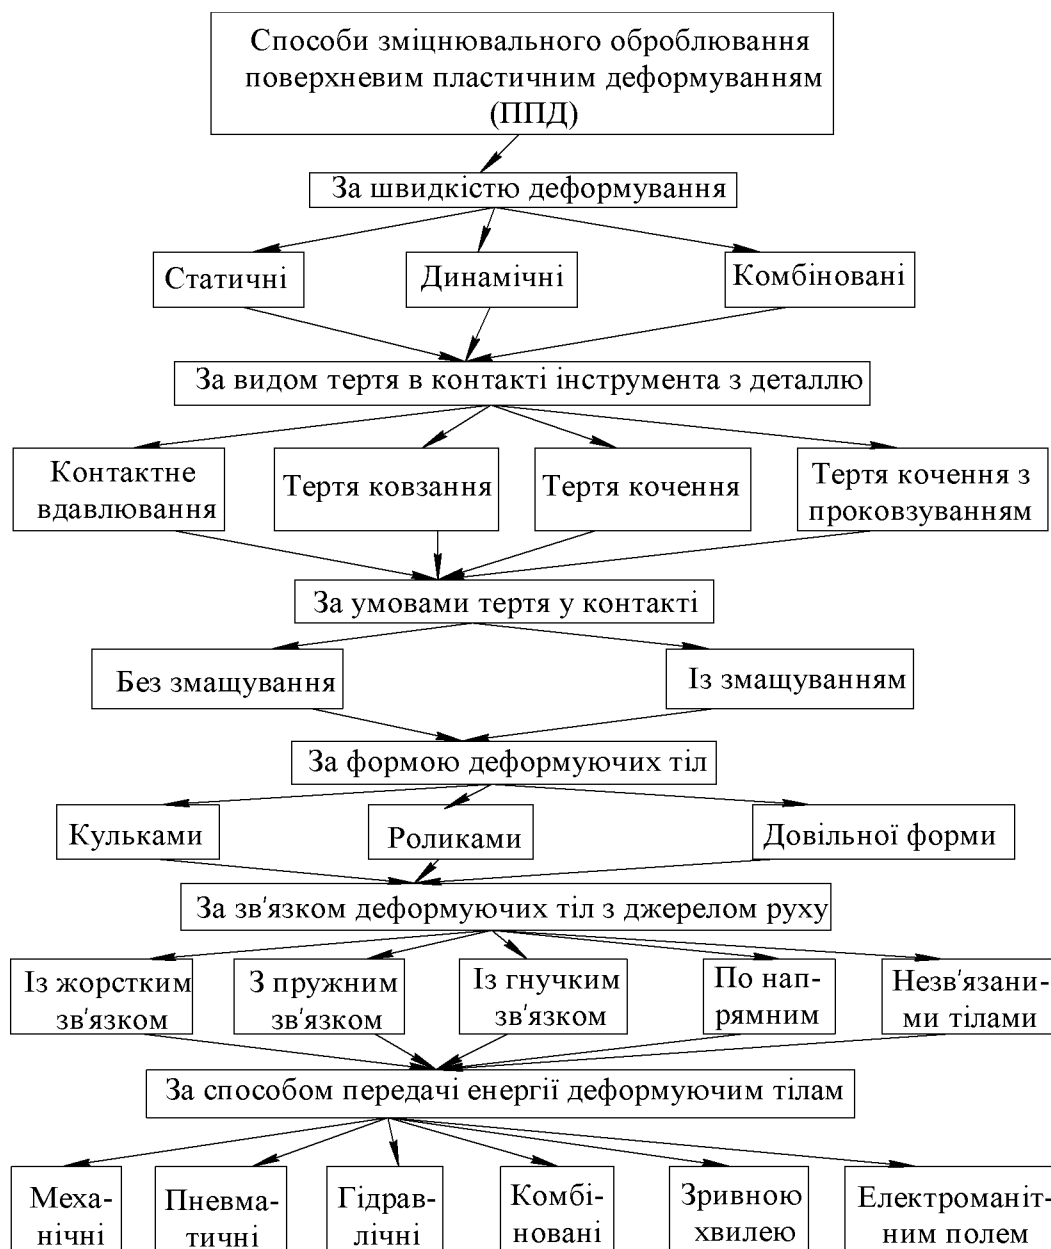 Способи зміцнювального оброблювання
поверхневим пластичним деформуванням
(ППД)
За швидкістю деформування
Статичні
Динамічні
Комбіновані
За видом тертя в контакті інструмента з деталлю
Контактне
вдавлювання
Тертя ковзання
Тертя кочення
Тертя кочення з
проковзуванням
За умовами тертя у контакті
Без змащування
Із змащуванням
За формою деформуючих тіл
Кульками
Роликами
Довільної форми
За зв'язком деформуючих тіл з джерелом руху
Із жорстким
зв'язком
З пружним
зв'язком
Із гнучким
зв'язком
По нап-
рямним
Незв'язани-
ми тілами
За способом передачі енергії деформуючим тілам
Меха-
нічні
Пневма-
тичні
Гідрав-
лічні
Комбі-
новані
Зривною
хвилею
Електроманіт-
ним полем